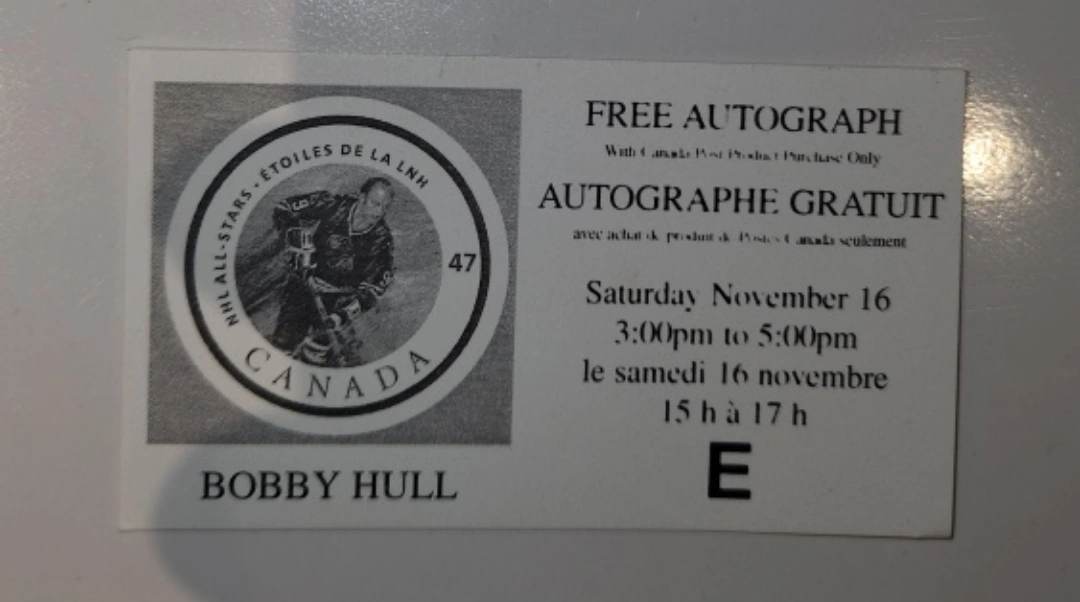 NHL ALL-STARS • ÉTOILES DE LA LNH
47
CANADA
BOBBY HULL
FREE AUTOGRAPH
With Canada Post Product Purchase Only
AUTOGRAPHE GRATUIT
avec achat de produit de Postes Canada seulement
Saturday November 16
3:00pm to 5:00pm
le samedi 16 novembre
15 h à 17 h
E